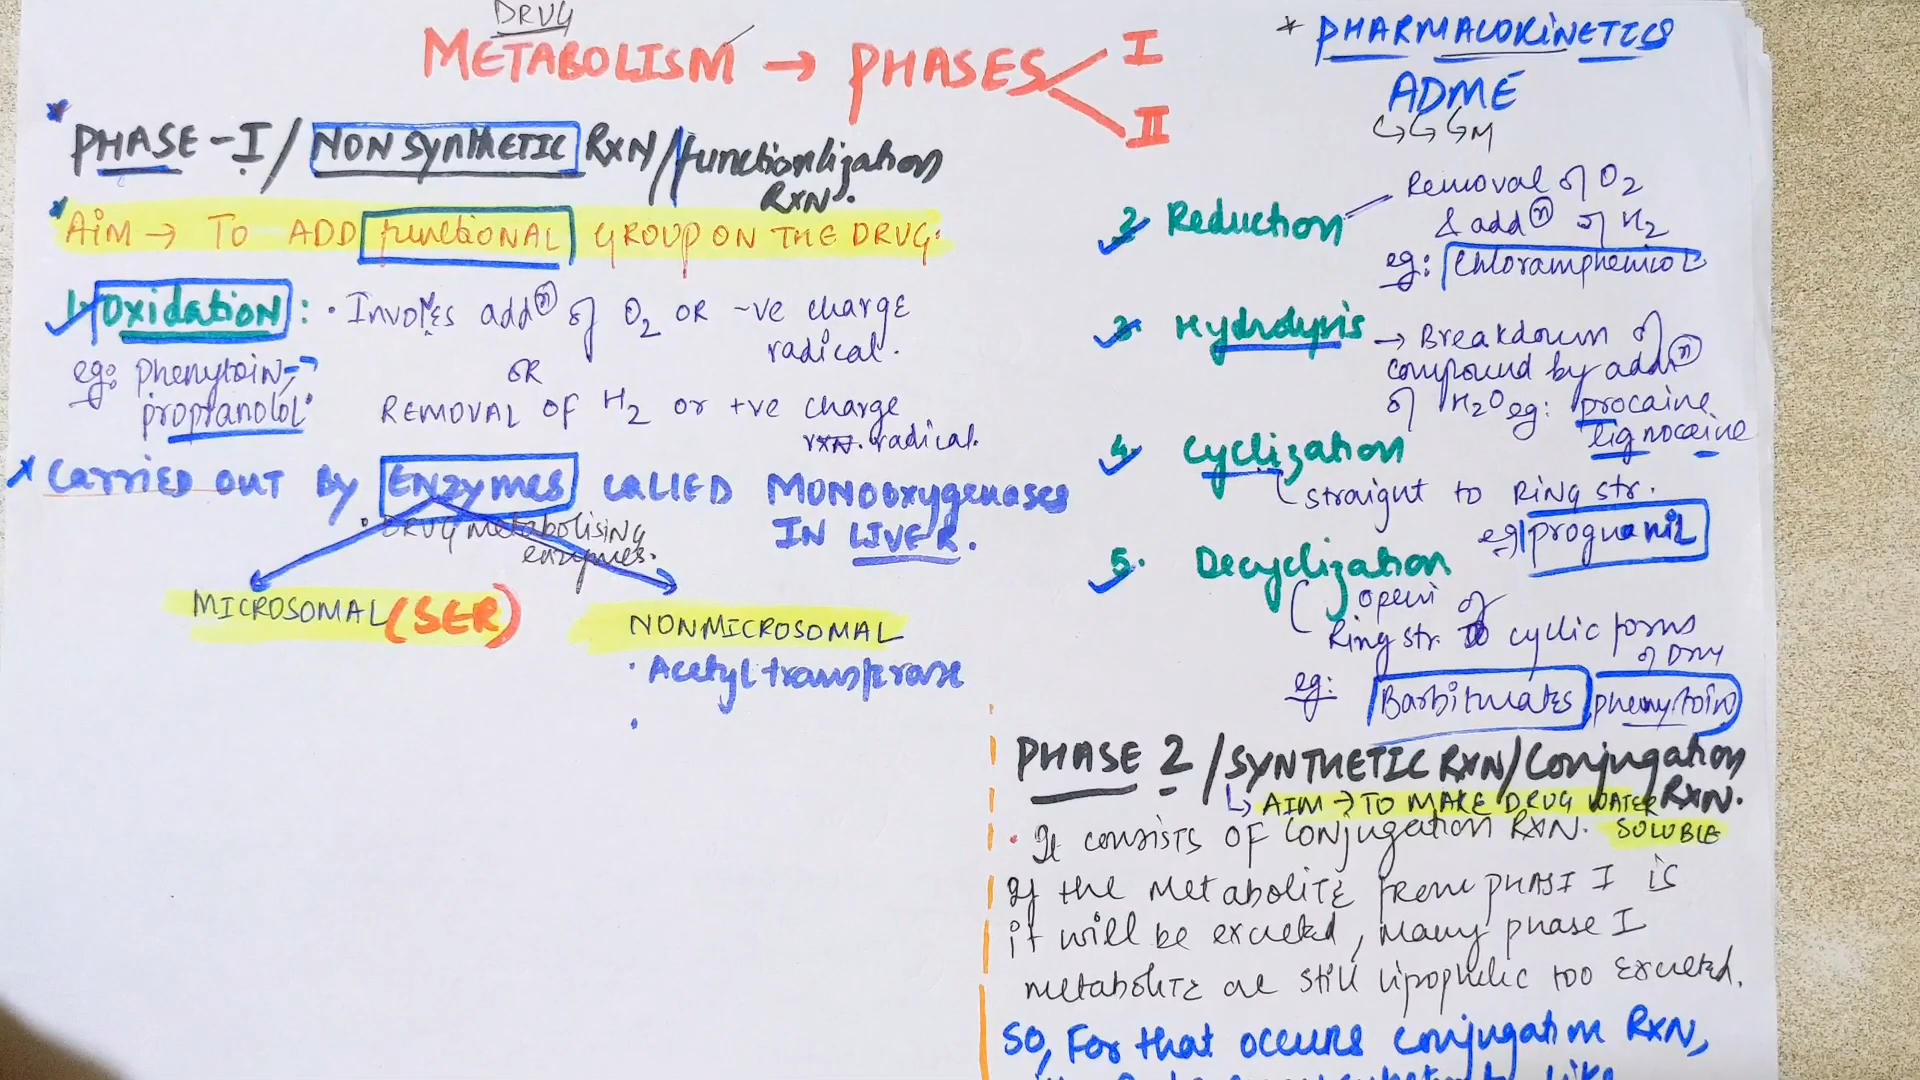 DRUG
METABOLISM → PHASES
I
II
* PHARMACOKINETICS
ADME
M
* PHASE-I / NON SYNTHETIC RXN / functionlization
RXN.
* AIM → TO ADD functional GROUP ON THE DRUG.
1. Oxidation : • Involves addⁿ of O2 OR -ve charge
radical.
eg: phenytoin,
propranolol
OR
REMOVAL OF H2 or +ve charge
radical.
* CARRIED OUT BY ENZYMES CALLED MONOOXYGENASES
IN LIVER.
• DRUG metabolising
enzymes.
MICROSOMAL (SER)
NONMICROSOMAL
• Acetyl transferase
•
2. Reduction
Removal of O2
& addⁿ of H2
eg: Chloramphenicol
3. Hydrolysis → Breakdown of
compound by addⁿ
of H2O eg: procaine
lignocaine
4. Cyclization
straight to RING str.
eg proguanil
5. Decyclization
of
Ring str. cyclic forms
of Drug
eg: Barbiturates, phenytoin
PHASE 2 / SYNTHETIC RXN / Conjugation
RXN.
↳ AIM → TO MAKE DRUG WATER
SOLUBLE
• It consists OF conjugation RXN.
If the Metabolite from PHASE I is
it will be excreted, many phase I
metabolite are still lipophilic too Excreted.
SO, For that occurs conjugation RXN,
like